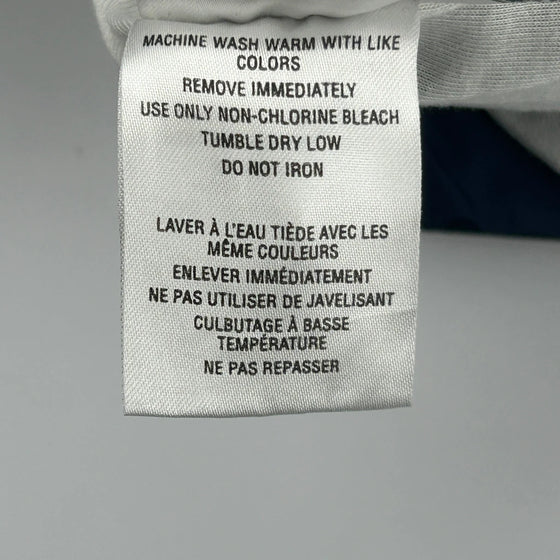 MACHINE WASH WARM WITH LIKE
COLORS
REMOVE IMMEDIATELY
USE ONLY NON-CHLORINE BLEACH
TUMBLE DRY LOW
DO NOT IRON
LAVER À L'EAU TIÈDE AVEC LES
MÊME COULEURS
ENLEVER IMMÉDIATEMENT
NE PAS UTILISER DE JAVELISANT
CULBUTAGE À BASSE
TEMPÉRATURE
NE PAS REPASSER